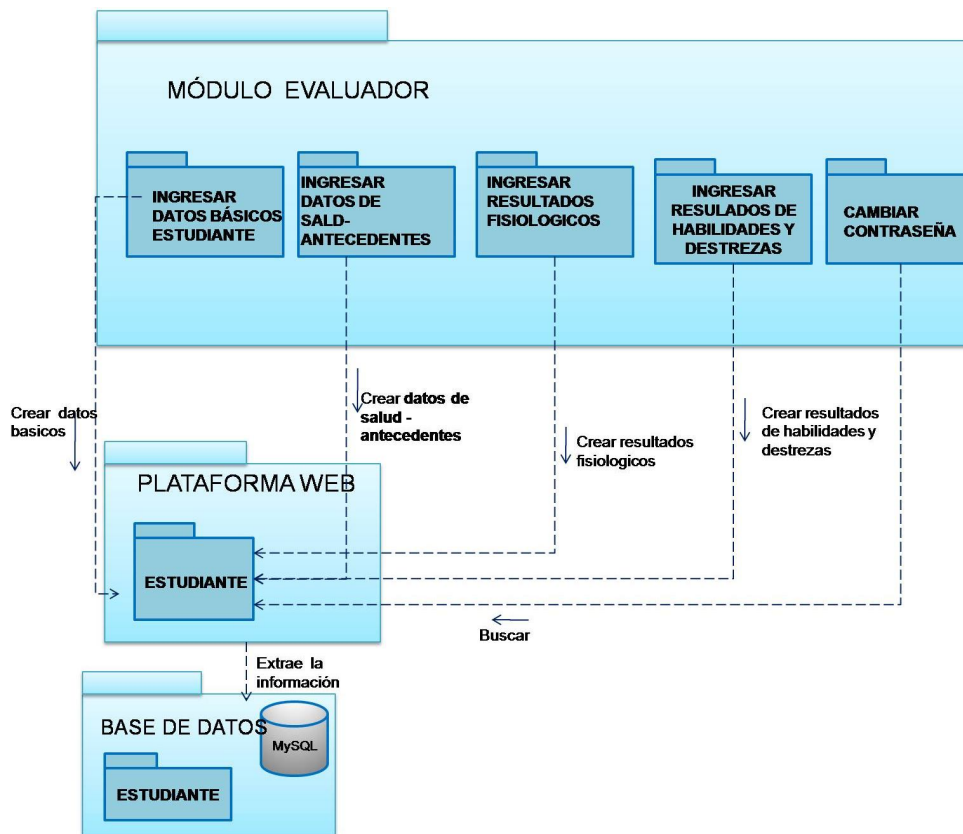 MÓDULO EVALUADOR
INGRESAR
DATOS BÁSICOS
ESTUDIANTE
INGRESAR
DATOS DE
SALD-
ANTECEDENTES
INGRESAR
RESULTADOS
FISIOLOGICOS
INGRESAR
RESULADOS DE
HABILIDADES Y
DESTREZAS
CAMBIAR
CONTRASEÑA
Crear datos
basicos
Crear datos de
salud -
antecedentes
Crear resultados
fisiologicos
Crear resultados
de habilidades y
destrezas
PLATAFORMA WEB
ESTUDIANTE
Buscar
Extrae la
información
BASE DE DATOS
MySQL
ESTUDIANTE